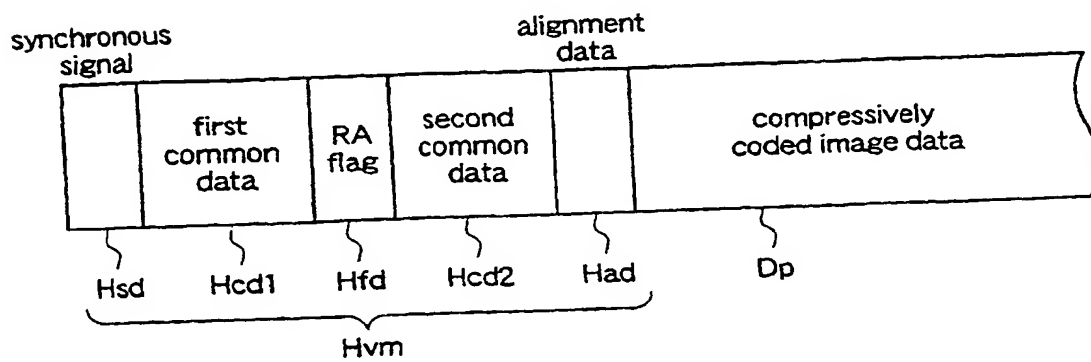 synchronous
signal
alignment
data
first
common
data
RA
flag
second
common
data
compressively
coded image data
Hsd
Hcd1
Hfd
Hcd2
Had
Dp
Hvm